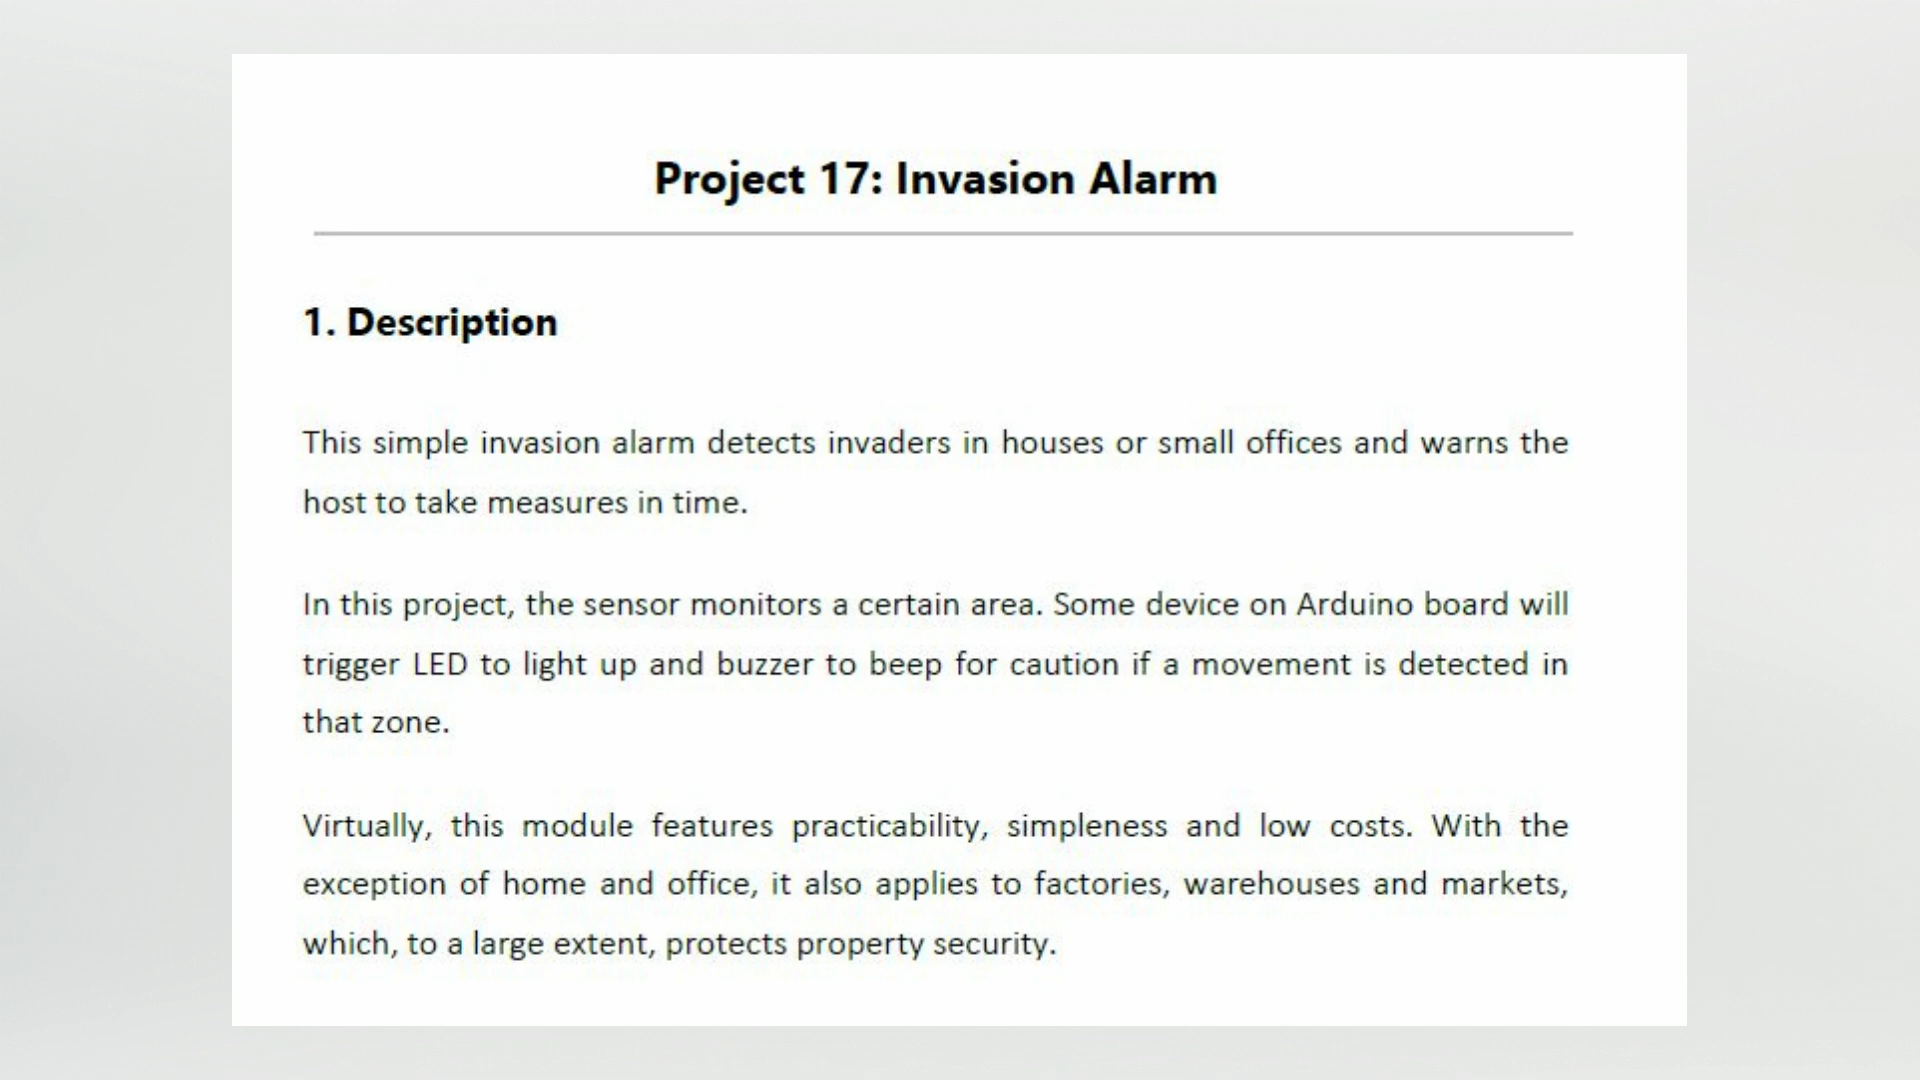 Project 17: Invasion Alarm
1. Description
This simple invasion alarm detects invaders in houses or small offices and warns the
host to take measures in time.
In this project, the sensor monitors a certain area. Some device on Arduino board will
trigger LED to light up and buzzer to beep for caution if a movement is detected in
that zone.
Virtually, this module features practicability, simpleness and low costs. With the
exception of home and office, it also applies to factories, warehouses and markets,
which, to a large extent, protects property security.